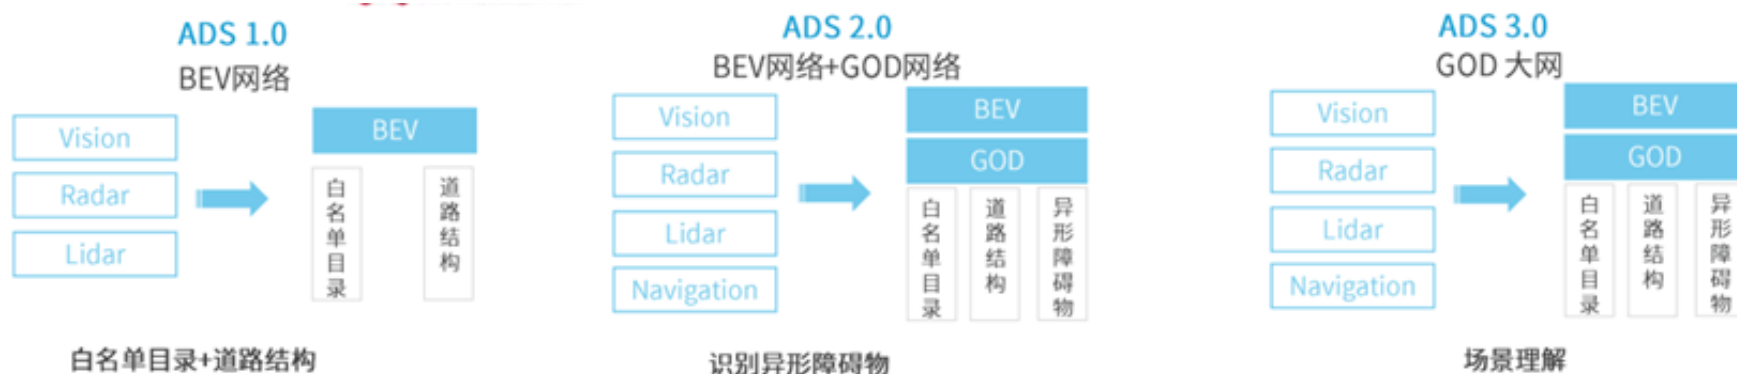 ADS 1.0
BEV网络
Vision
Radar
Lidar
BEV
白名单目录
道路结构
白名单目录+道路结构
ADS 2.0
BEV网络+GOD网络
Vision
Radar
Lidar
Navigation
BEV
GOD
白名单目录
道路结构
异形障碍物
识别异形障碍物
ADS 3.0
GOD 大网
Vision
Radar
Lidar
Navigation
BEV
GOD
白名单目录
道路结构
异形障碍物
场景理解